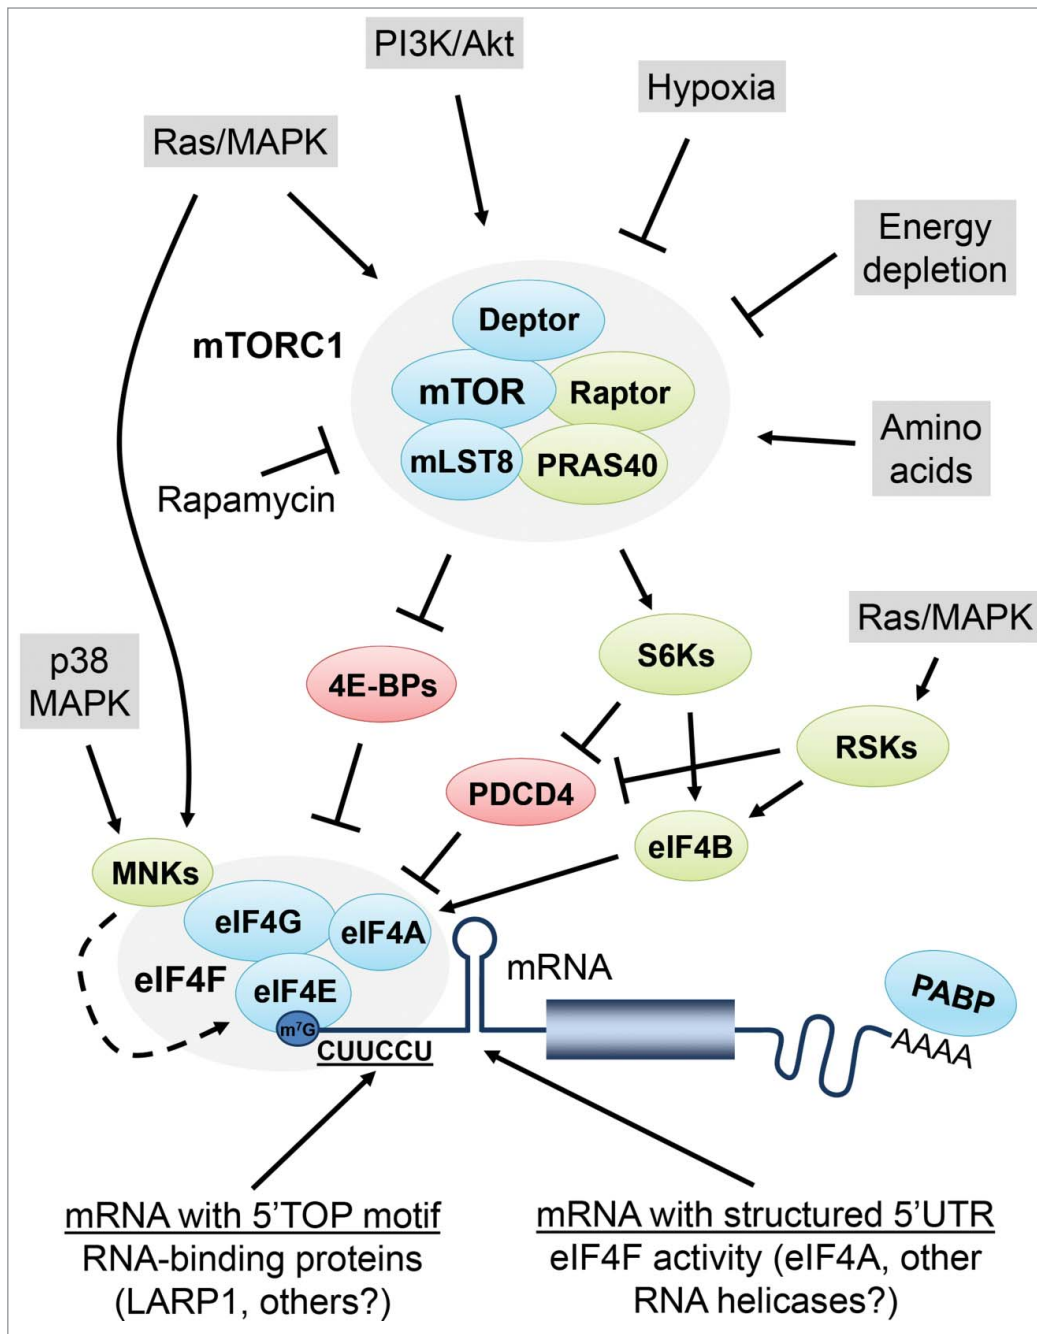 PI3K/Akt
Hypoxia
Ras/MAPK
Energy
depletion
Deptor
mTORC1
mTOR
Raptor
mLST8
PRAS40
Amino
acids
Rapamycin
Ras/MAPK
p38
MAPK
4E-BPs
S6Ks
RSKs
PDCD4
eIF4B
MNKs
eIF4G
eIF4A
eIF4F
eIF4E
mRNA
PABP
m⁷G
CUUCCU
AAAA
mRNA with 5’TOP motif
RNA-binding proteins
(LARP1, others?)
mRNA with structured 5’UTR
eIF4F activity (eIF4A, other
RNA helicases?)